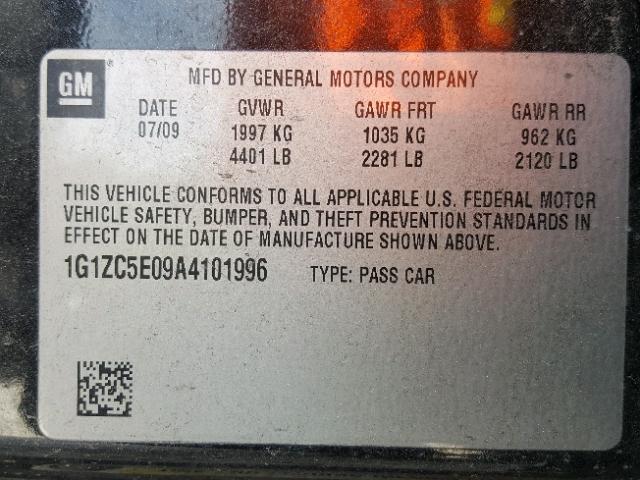 GM
MFD BY GENERAL MOTORS COMPANY
DATE GVWR GAWR FRT GAWR RR
07/09 1997 KG 1035 KG 962 KG
4401 LB 2281 LB 2120 LB
THIS VEHICLE CONFORMS TO ALL APPLICABLE U.S. FEDERAL MOTOR
VEHICLE SAFETY, BUMPER, AND THEFT PREVENTION STANDARDS IN
EFFECT ON THE DATE OF MANUFACTURE SHOWN ABOVE.
1G1ZC5E09A4101996 TYPE: PASS CAR